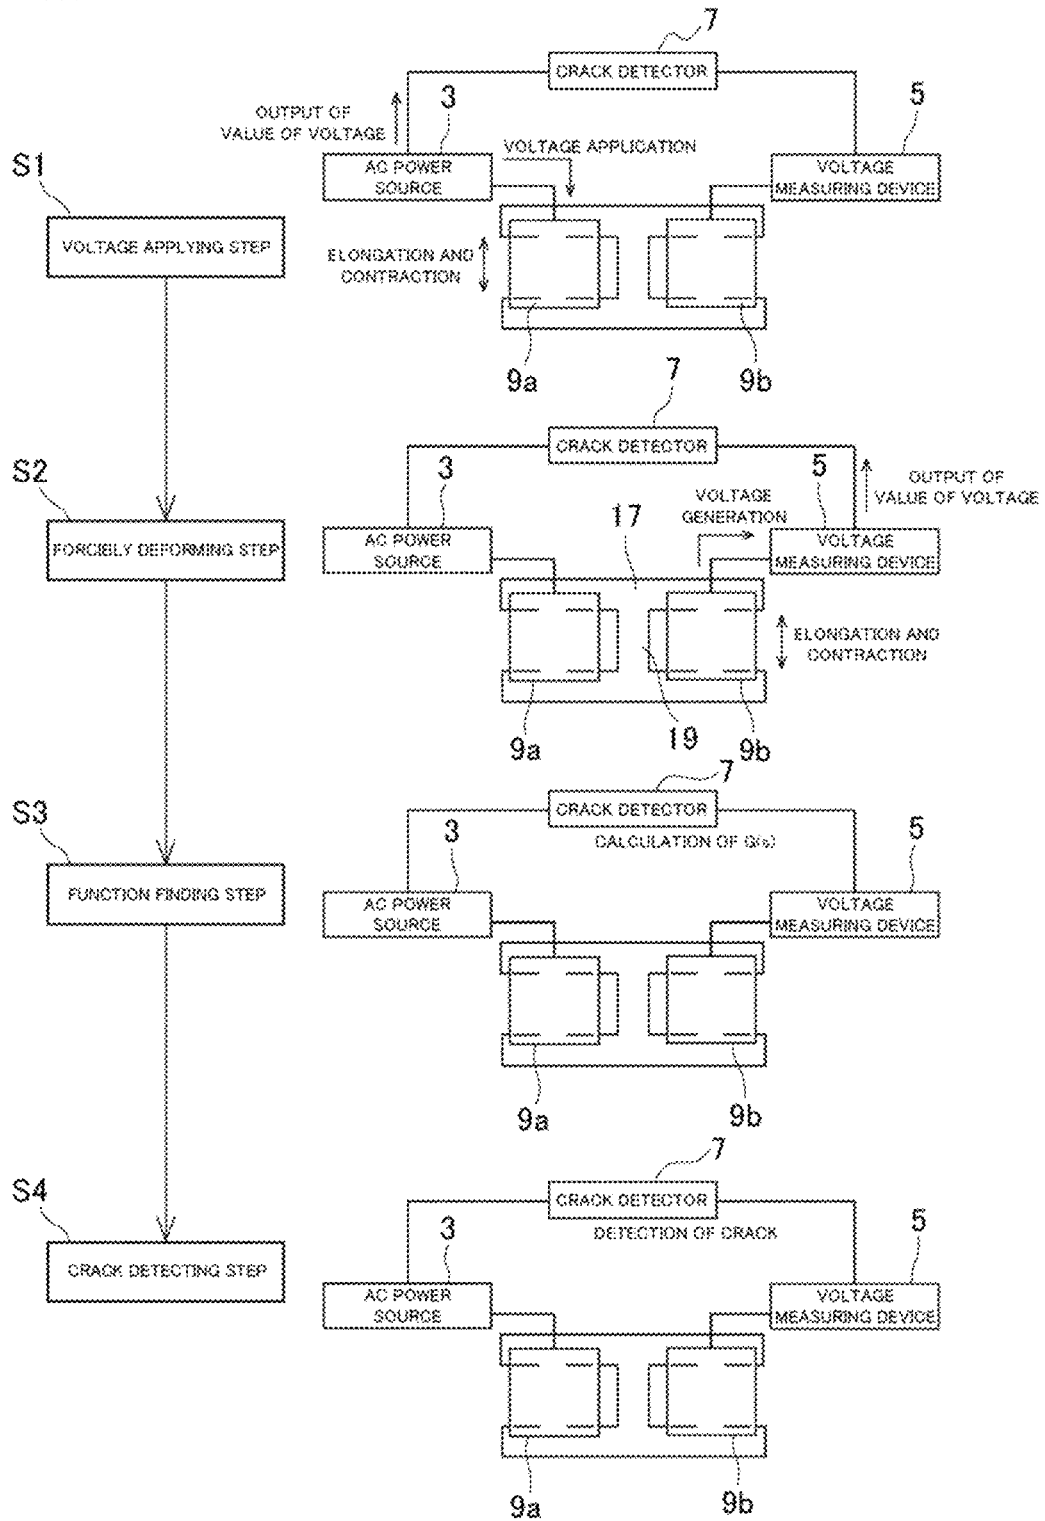 7
CRACK DETECTOR
OUTPUT OF
VALUE OF VOLTAGE
3
5
VOLTAGE APPLICATION
S1
AC POWER
SOURCE
VOLTAGE
MEASURING DEVICE
VOLTAGE APPLYING STEP
ELONGATION AND
CONTRACTION
9a
9b
7
CRACK DETECTOR
S2
3
5
OUTPUT OF
VALUE OF VOLTAGE
VOLTAGE
GENERATION
17
FORCIBLY DEFORMING STEP
AC POWER
SOURCE
VOLTAGE
MEASURING DEVICE
ELONGATION AND
CONTRACTION
9a
19
9b
7
S3
CRACK DETECTOR
3
CALCULATION OF G(s)
5
FUNCTION FINDING STEP
AC POWER
SOURCE
VOLTAGE
MEASURING DEVICE
9a
9b
7
S4
CRACK DETECTOR
3
DETECTION OF CRACK
5
CRACK DETECTING STEP
AC POWER
SOURCE
VOLTAGE
MEASURING DEVICE
9a
9b